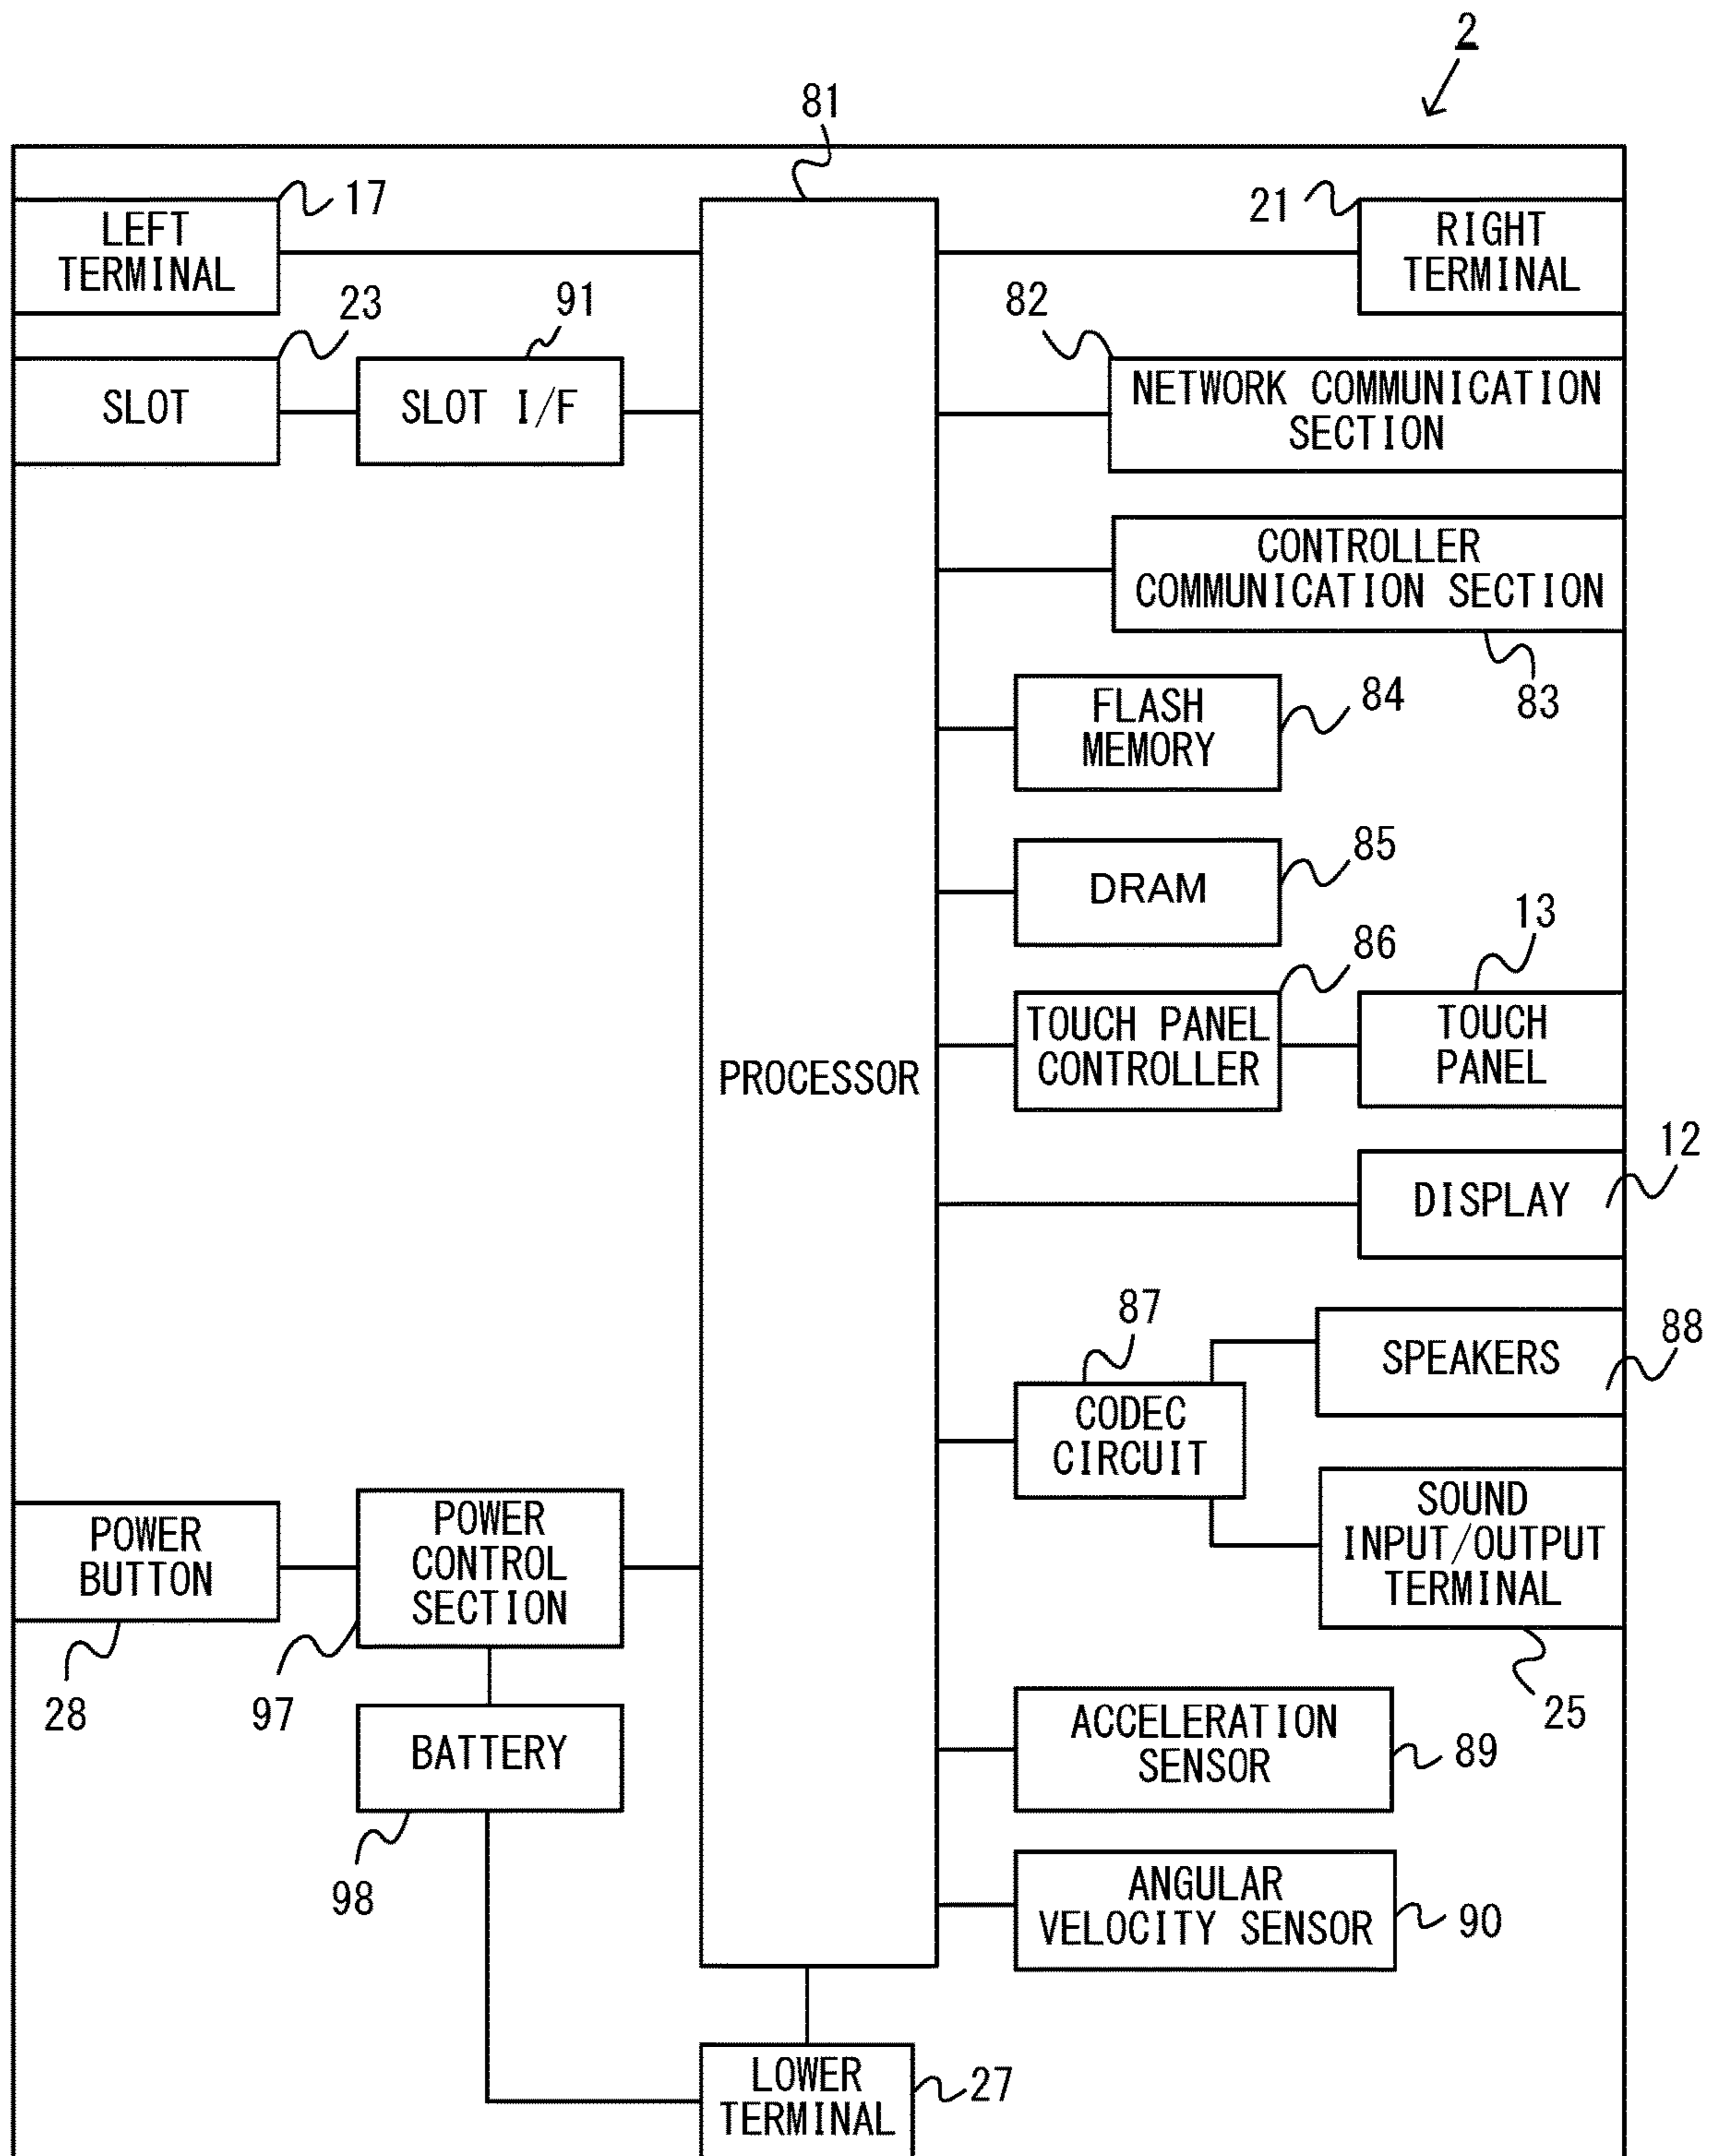 2
81
17
LEFT
TERMINAL
21
RIGHT
TERMINAL
23
91
82
SLOT
SLOT I/F
NETWORK COMMUNICATION
SECTION
CONTROLLER
COMMUNICATION SECTION
83
FLASH
MEMORY
84
DRAM
85
13
86
TOUCH PANEL
CONTROLLER
TOUCH
PANEL
PROCESSOR
12
DISPLAY
87
88
SPEAKERS
CODEC
CIRCUIT
SOUND
INPUT/OUTPUT
TERMINAL
25
POWER
BUTTON
POWER
CONTROL
SECTION
28
97
BATTERY
98
ACCELERATION
SENSOR
89
ANGULAR
VELOCITY SENSOR
90
LOWER
TERMINAL
27